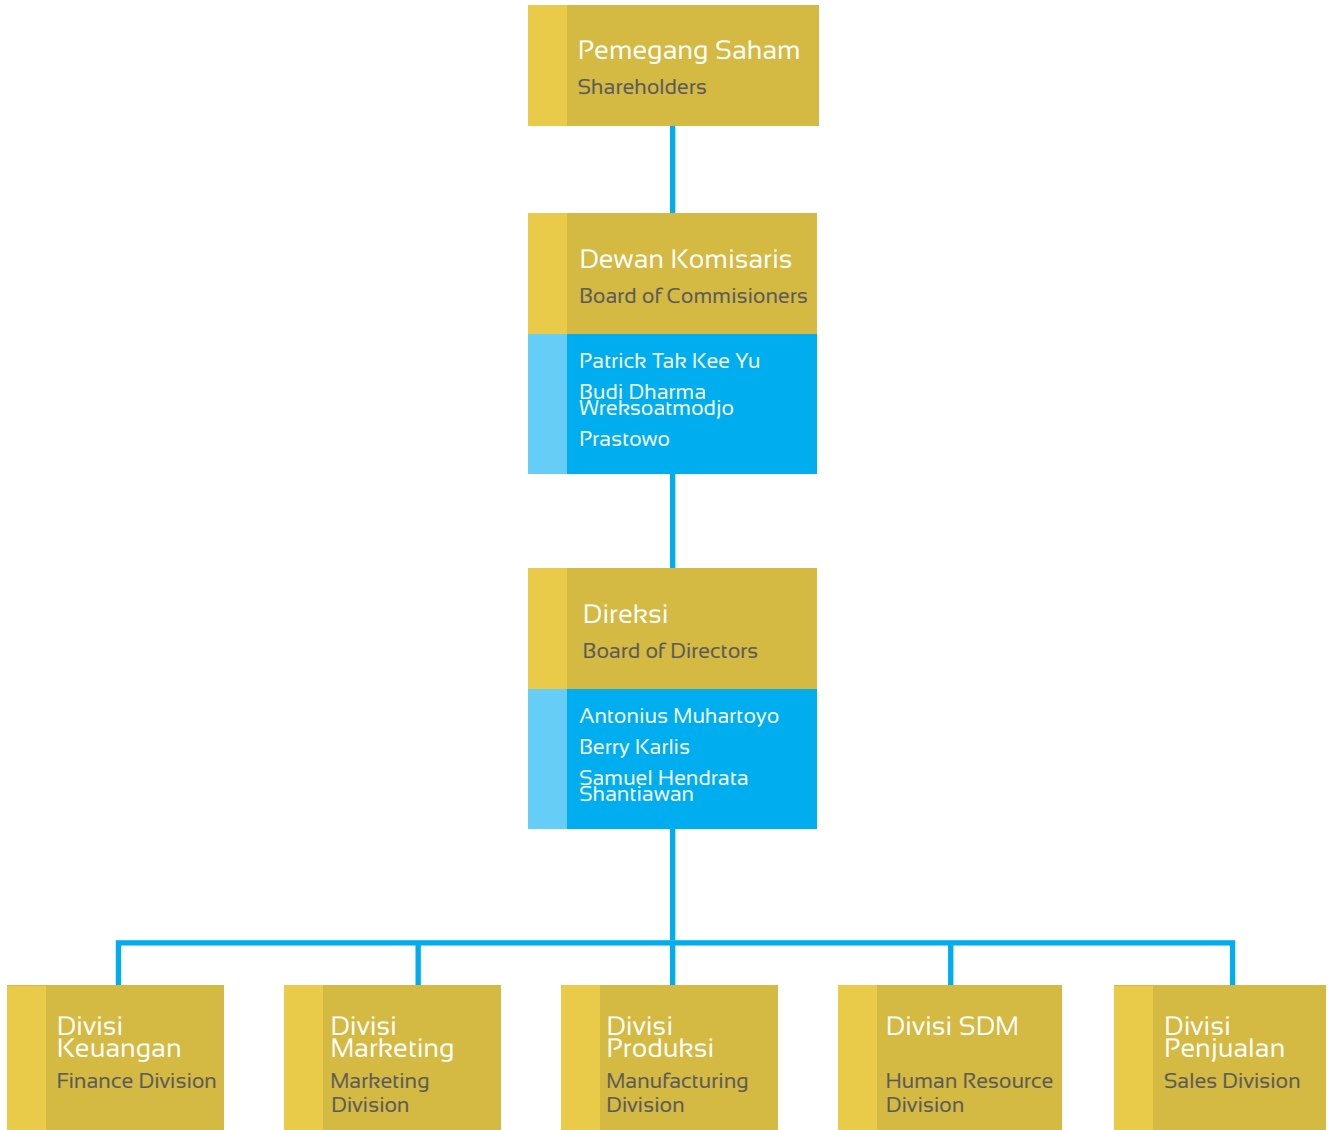 Pemegang Saham
Shareholders
Dewan Komisaris
Board of Commisioners
Patrick Tak Kee Yu
Budi Dharma
Wreksoatmodjo
Prastowo
Direksi
Board of Directors
Antonius Muhartoyo
Berry Karlis
Samuel Hendrata
Shantiawan
Divisi
Keuangan
Finance Division
Divisi
Marketing
Marketing
Division
Divisi
Produksi
Manufacturing
Division
Divisi SDM
Human Resource
Division
Divisi
Penjualan
Sales Division